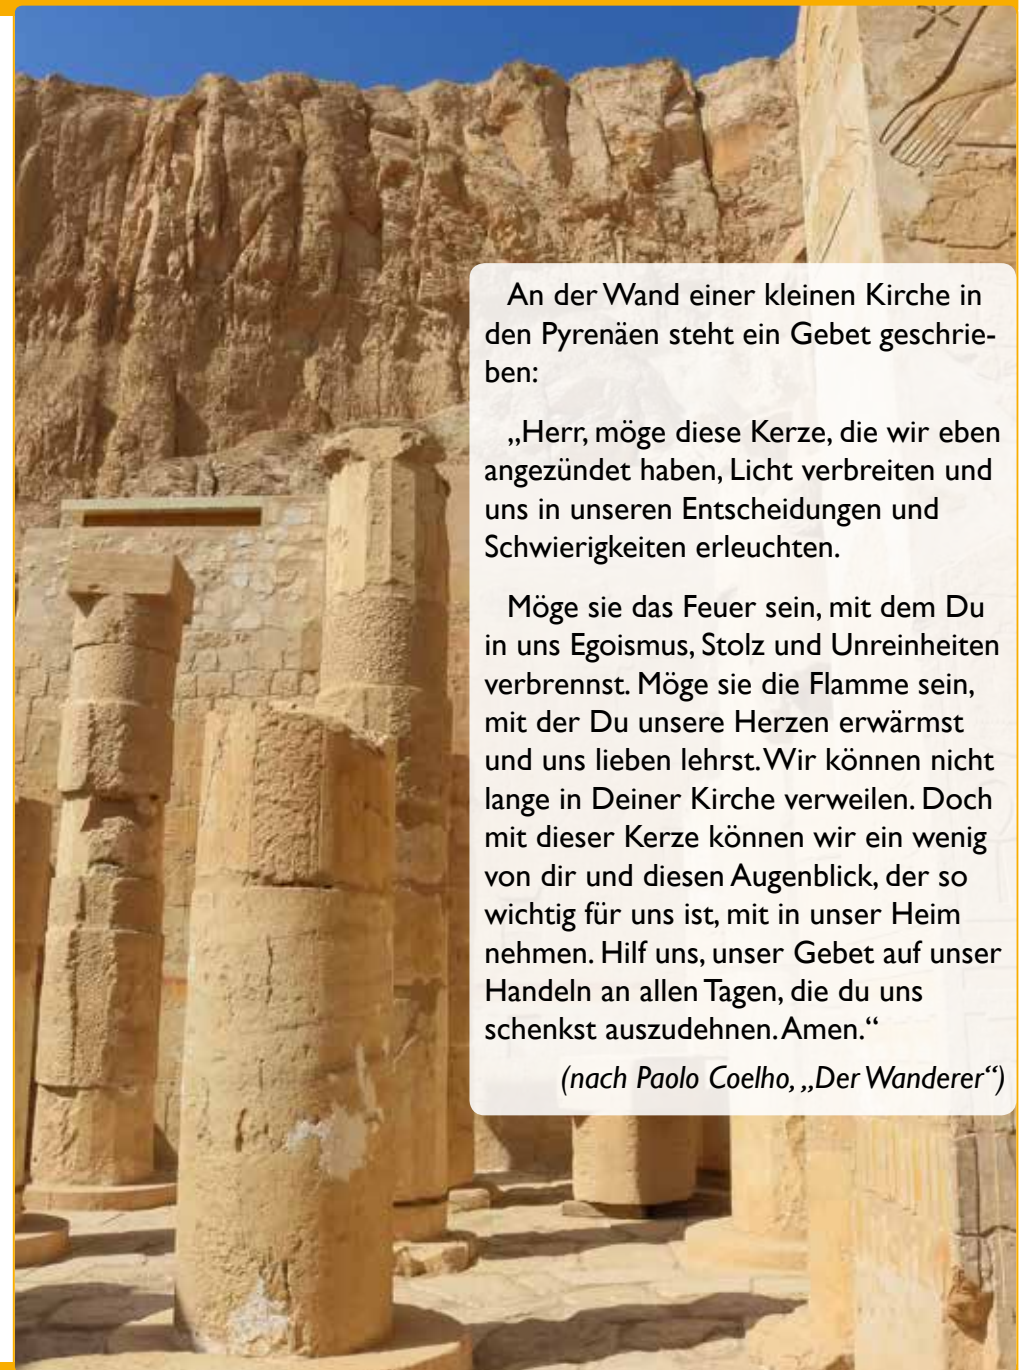 An der Wand einer kleinen Kirche in
den Pyrenäen steht ein Gebet geschrie-
ben:
„Herr, möge diese Kerze, die wir eben
angezündet haben, Licht verbreiten und
uns in unseren Entscheidungen und
Schwierigkeiten erleuchten.
Möge sie das Feuer sein, mit dem Du
in uns Egoismus, Stolz und Unreinheiten
verbrennst. Möge sie die Flamme sein,
mit der Du unsere Herzen erwärmst
und uns lieben lehrst. Wir können nicht
lange in Deiner Kirche verweilen. Doch
mit dieser Kerze können wir ein wenig
von dir und diesen Augenblick, der so
wichtig für uns ist, mit in unser Heim
nehmen. Hilf uns, unser Gebet auf unser
Handeln an allen Tagen, die du uns
schenkst auszudehnen. Amen.“
(nach Paolo Coelho, „Der Wanderer“)